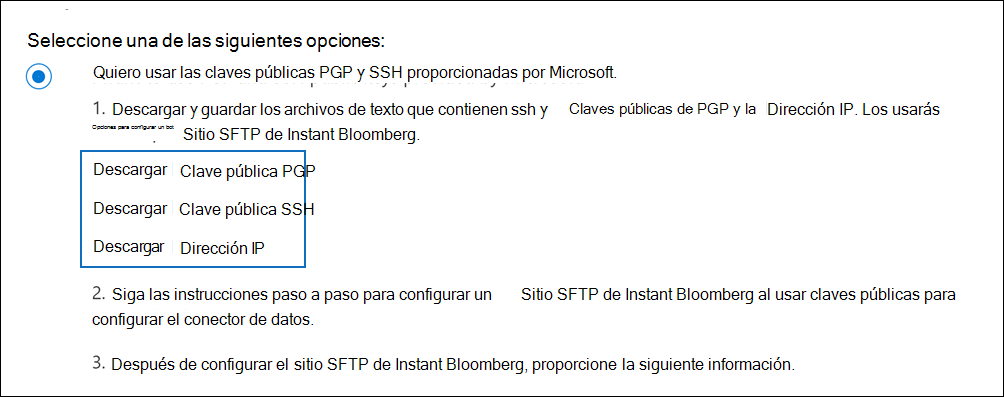 Seleccione una de las siguientes opciones:
Quiero usar las claves públicas PGP y SSH proporcionadas por Microsoft.
1. Descargar y guardar los archivos de texto que contienen ssh y Claves públicas de PGP y la Dirección IP. Los usarás
Opciones para configurar un bot Sitio SFTP de Instant Bloomberg.
Descargar Clave pública PGP
Descargar Clave pública SSH
Descargar Dirección IP
2. Siga las instrucciones paso a paso para configurar un Sitio SFTP de Instant Bloomberg al usar claves públicas para
configurar el conector de datos.
3. Después de configurar el sitio SFTP de Instant Bloomberg, proporcione la siguiente información.